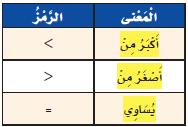 الْمَعْنَى الرَّمْزُ
أَكْبَرُ مِنْ <
أَصْغَرُ مِنْ >
يُسَاوِي =